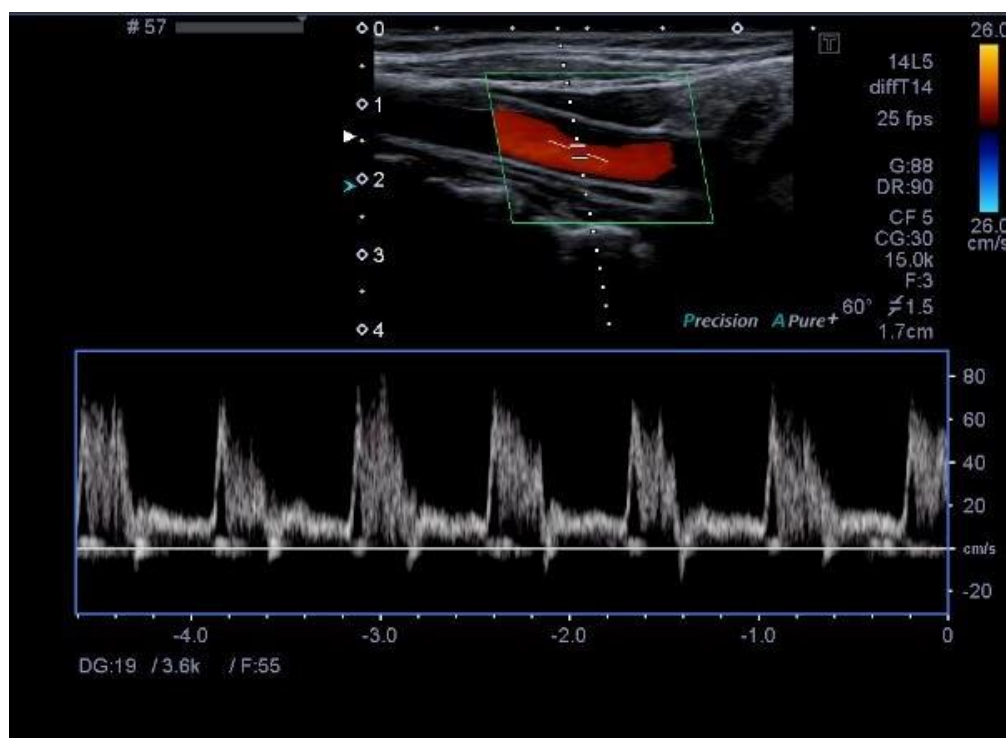 # 57
T
26.0
14L5
diffT14
25 fps
G:88
DR:90
CF 5
CG:30
15.0k
F:3
60° 1.5
1.7cm
26.0
cm/s
0
1
2
3
4
Precision APure+
80
60
40
20
cm/s
-20
-4.0 -3.0 -2.0 -1.0 0
DG:19 / 3.6k / F:55